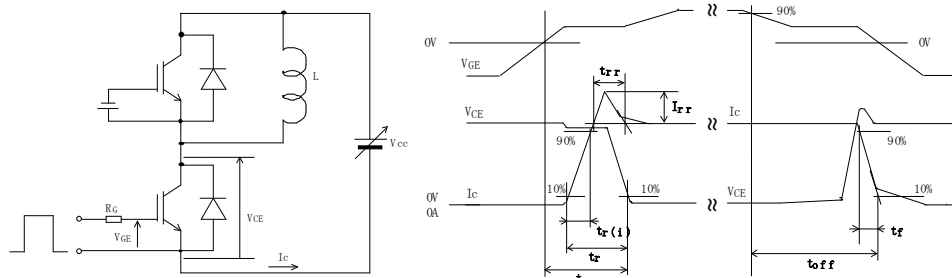 L
Vcc
RG
VGE
VCE
Ic
0V
VGE
VCE
Ic
0V
0A
trr
Irr
90%
10%
10%
tr(i)
tr
t
90%
0V
Ic
VCE
90%
10%
tf
toff